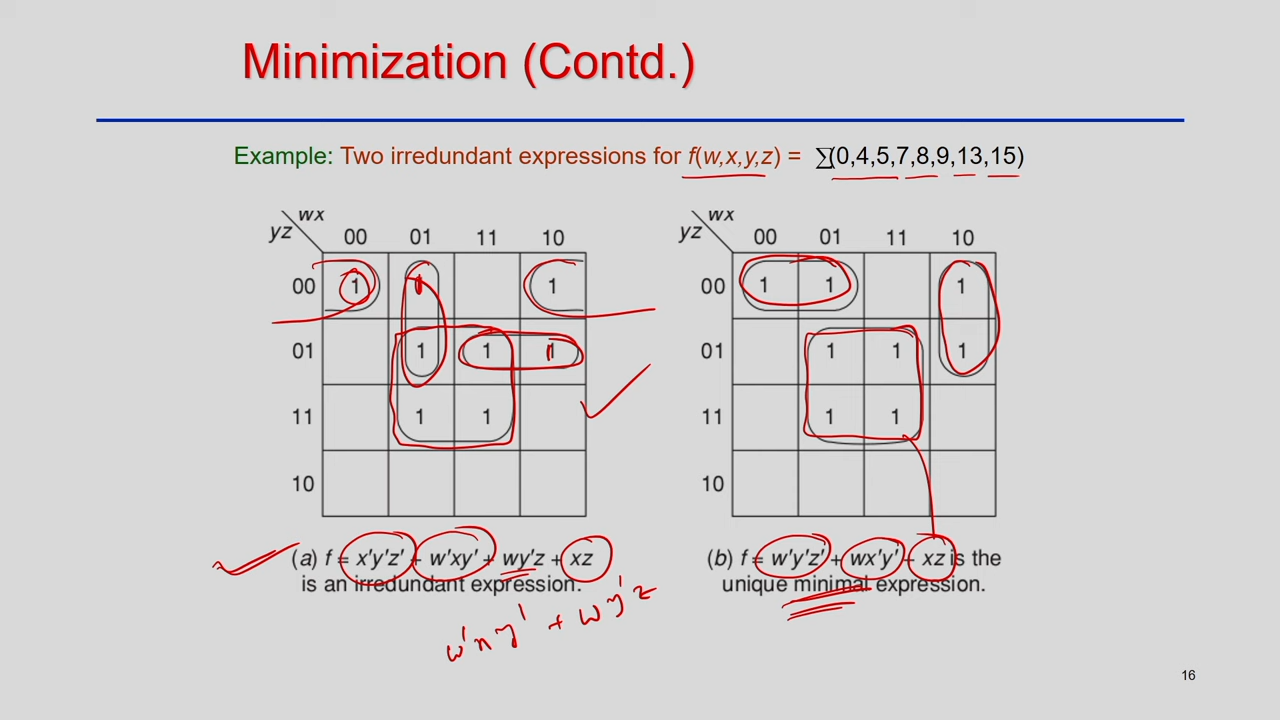 Minimization (Contd.)
Example: Two irredundant expressions for f(w,x,y,z) = ∑(0,4,5,7,8,9,13,15)
wx
yz 00 01 11 10
00 1 1 1
01 1 1 1
11 1 1
10
wx
yz 00 01 11 10
00 1 1 1
01 1 1 1
11 1 1
10
(a) f = x'y'z' + w'xy' + wy'z + xz
is an irredundant expression.
(b) f = w'y'z' + wx'y' + xz is the
unique minimal expression.
w'xy' + wy'z
16